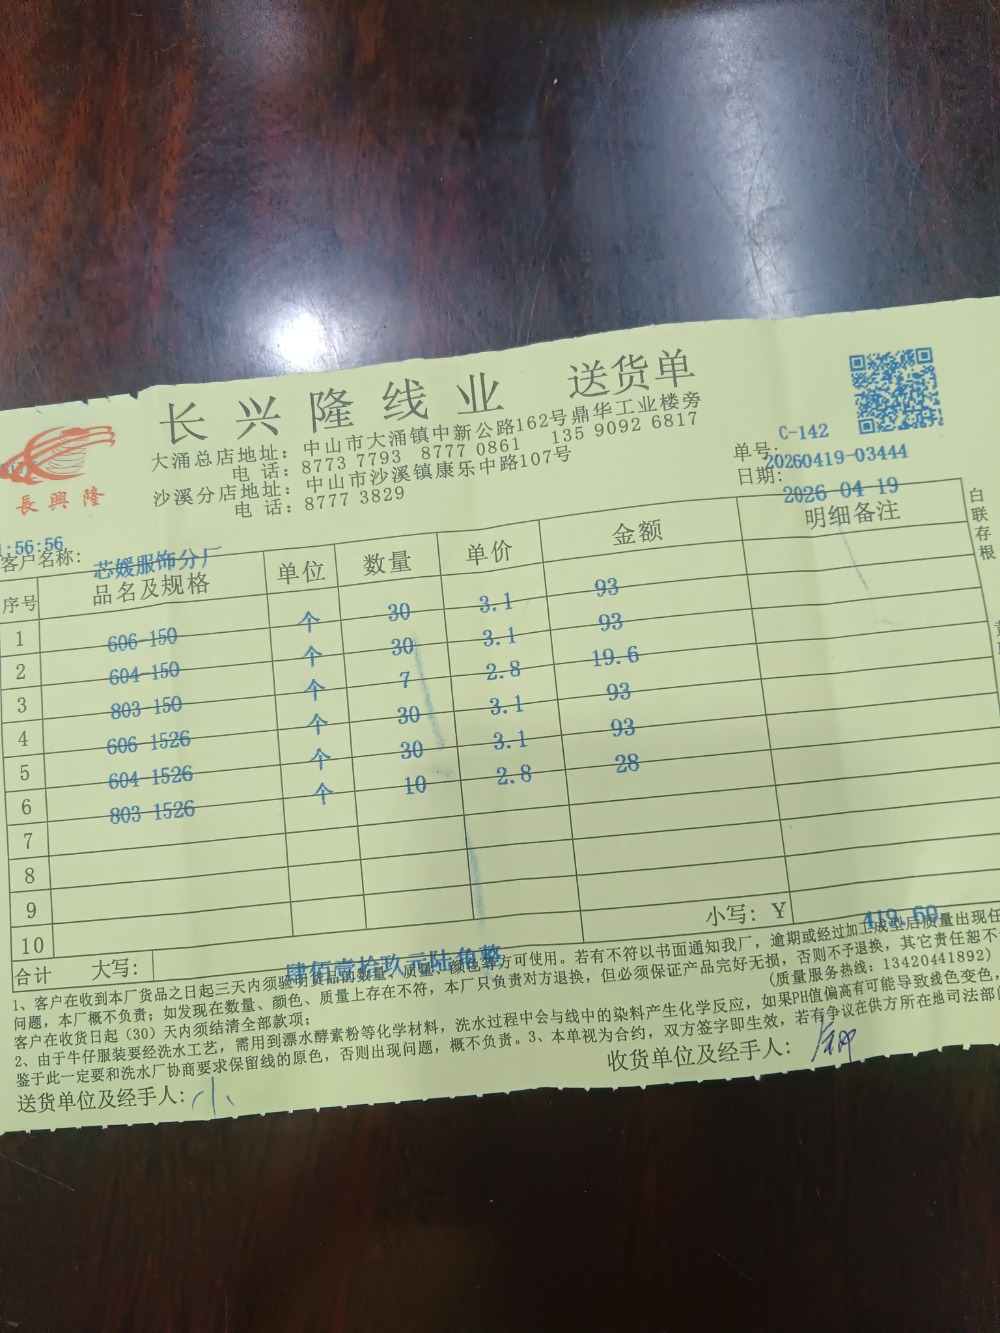 长兴隆线业 送货单
大涌总店地址：中山市大涌镇中新公路162号鼎华工业楼旁
电 话：8773 7793 8777 0861 135 9092 6817
沙溪分店地址：中山市沙溪镇康乐中路107号
电 话：8777 3829
長興隆
C-142
单号：20260419-03444
日期：2026 04 19
:56:56
客户名称：芯媛服饰分厂
序号 品名及规格 单位 数量 单价 金额 明细备注
1 606-150 个 30 3.1 93
2 604-150 个 30 3.1 93
3 803-150 个 7 2.8 19.6
4 606 1526 个 30 3.1 93
5 604 1526 个 30 3.1 93
6 803 1526 个 10 2.8 28
7
8
9
10
合计 大写：肆佰壹拾玖元陆角整 小写：Y 419.60
白联存根
1、客户在收到本厂货品之日起三天内须验明货品的数量、质量、颜色等方可使用。若有不符以书面通知我厂，逾期或经过加工成型后质量出现任
问题，本厂概不负责；如发现在数量、颜色、质量上存在不符，本厂只负责对方退换，但必须保证产品完好无损，否则不予退换，其它责任恕不
客户在收货日起（30）天内须结清全部款项；（质量服务热线：13420441892）
2、由于牛仔服装要经洗水工艺，需用到漂水酵素粉等化学材料，洗水过程中会与线中的染料产生化学反应，如果PH值偏高有可能导致线色变色，
鉴于此一定要和洗水厂协商要求保留线的原色，否则出现问题，概不负责。3、本单视为合约，双方签字即生效，若有争议在供方所在地司法部
送货单位及经手人：小 收货单位及经手人：